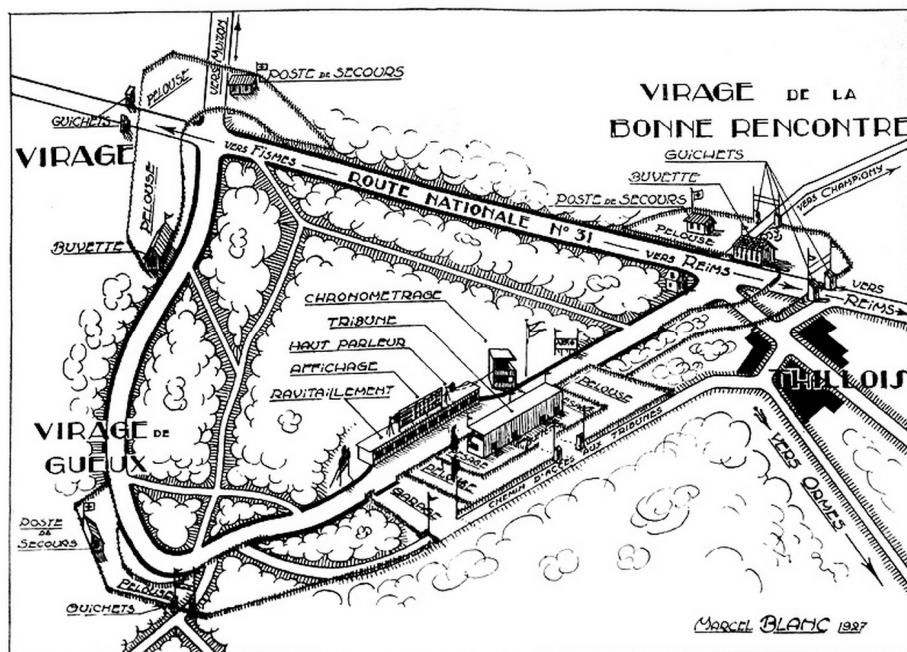 VERS MUIZON
POSTE DE SECOURS
PELOUSE
GUICHETS
VIRAGE
PELOUSE
BUVETTE
VIRAGE DE LA
BONNE RENCONTRE
GUICHETS
BUVETTE
VERS CHAMPIGNY
POSTE DE SECOURS
PELOUSE
VERS FISMES
ROUTE NATIONALE N° 31
VERS REIMS
VERS
REIMS
CHRONOMETRAGE
TRIBUNE
HAUT PARLEUR
AFFICHAGE
RAVITAILLEMENT
THILLOIS
PELOUSE
CHEMIN D'ACCÈS AUX TRIBUNES
GARAGE
VERS ORMES
VIRAGE DE
GUEUX
POSTE
DE
SECOURS
PELOUSE
GUICHETS
MARCEL BLANC 1927